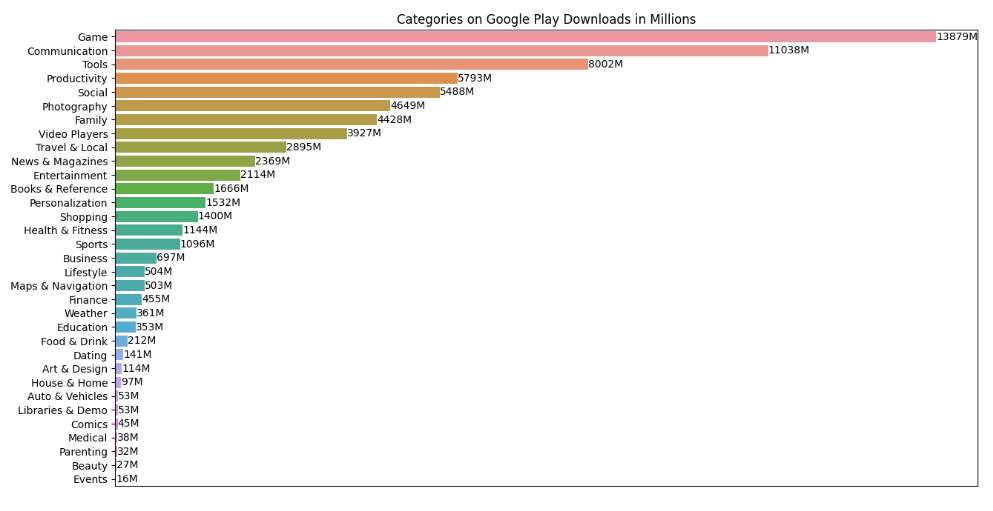 Categories on Google Play Downloads in Millions
Game 13879M
Communication 11038M
Tools 8002M
Productivity 5793M
Social 5488M
Photography 4649M
Family 4428M
Video Players 3927M
Travel & Local 2895M
News & Magazines 2369M
Entertainment 2114M
Books & Reference 1666M
Personalization 1532M
Shopping 1400M
Health & Fitness 1144M
Sports 1096M
Business 697M
Lifestyle 504M
Maps & Navigation 503M
Finance 455M
Weather 361M
Education 353M
Food & Drink 212M
Dating 141M
Art & Design 114M
House & Home 97M
Auto & Vehicles 53M
Libraries & Demo 53M
Comics 45M
Medical 38M
Parenting 32M
Beauty 27M
Events 16M